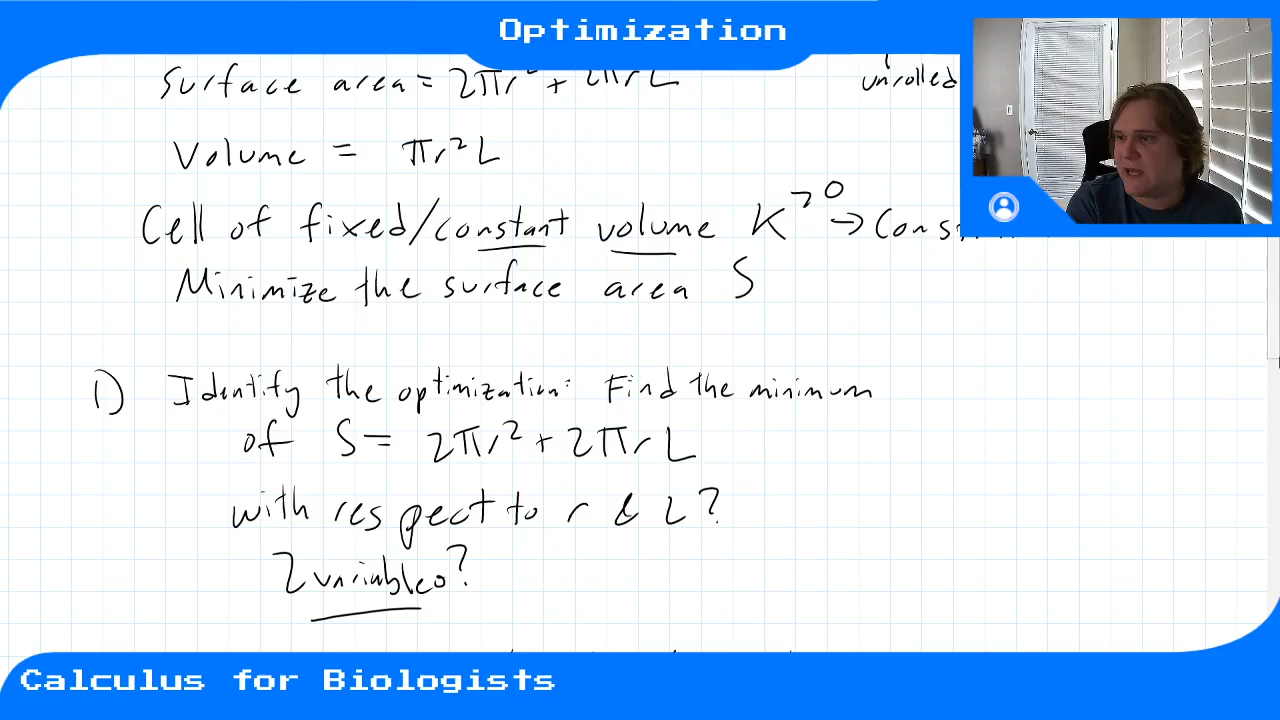 Optimization
Surface area = 2πr² + 2πrL
unrolled
Volume = πr²L
Cell of fixed/constant volume K > 0 →
Minimize the surface area S
1) Identify the optimization: Find the minimum
of S = 2πr² + 2πrL
with respect to r & L?
2 variables?
Calculus for Biologists